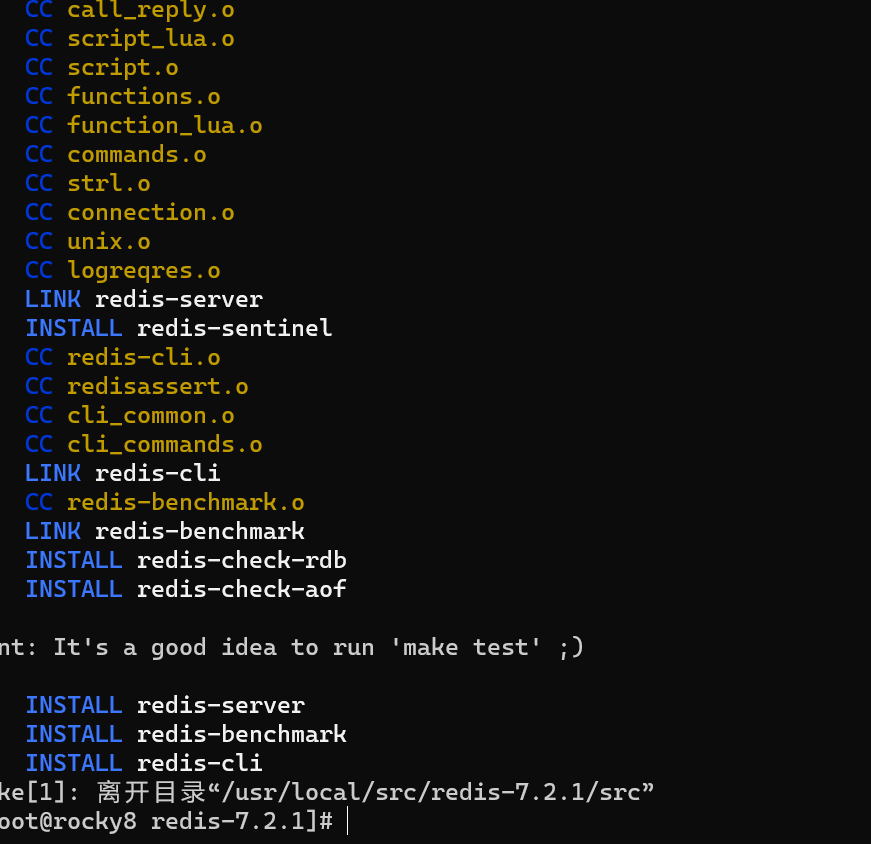 CC call_reply.o
CC script_lua.o
CC script.o
CC functions.o
CC function_lua.o
CC commands.o
CC strl.o
CC connection.o
CC unix.o
CC logreqres.o
LINK redis-server
INSTALL redis-sentinel
CC redis-cli.o
CC redisassert.o
CC cli_common.o
CC cli_commands.o
LINK redis-cli
CC redis-benchmark.o
LINK redis-benchmark
INSTALL redis-check-rdb
INSTALL redis-check-aof
nt: It's a good idea to run 'make test' ;)
INSTALL redis-server
INSTALL redis-benchmark
INSTALL redis-cli
ke[1]: 离开目录“/usr/local/src/redis-7.2.1/src”
oot@rocky8 redis-7.2.1]#